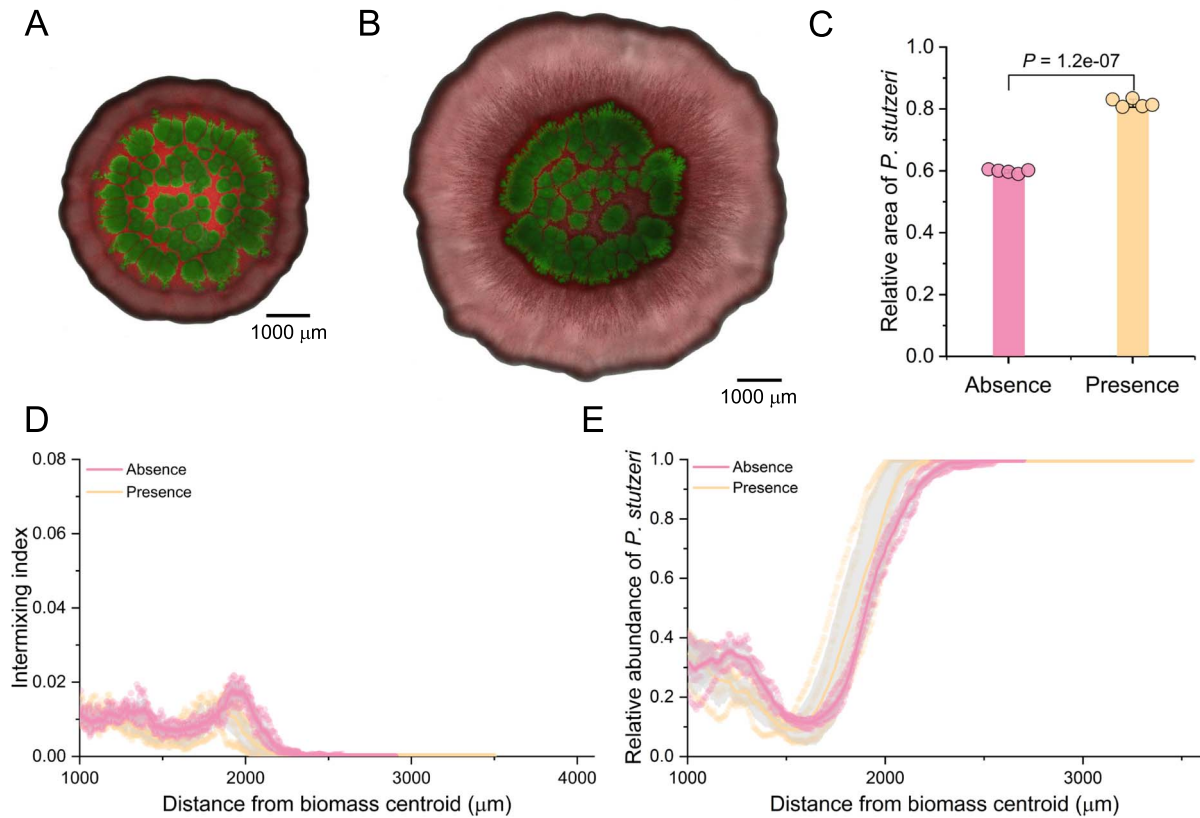 A
1000 μm
B
1000 μm
C
Relative area of P. stutzeri
1.0
0.8
0.6
0.4
0.2
0.0
P = 1.2e-07
Absence
Presence
D
Intermixing index
0.08
0.06
0.04
0.02
0.00
Absence
Presence
1000
2000
3000
4000
Distance from biomass centroid (μm)
E
Relative abundance of P. stutzeri
1.0
0.8
0.6
0.4
0.2
0.0
Absence
Presence
1000
2000
3000
Distance from biomass centroid (μm)